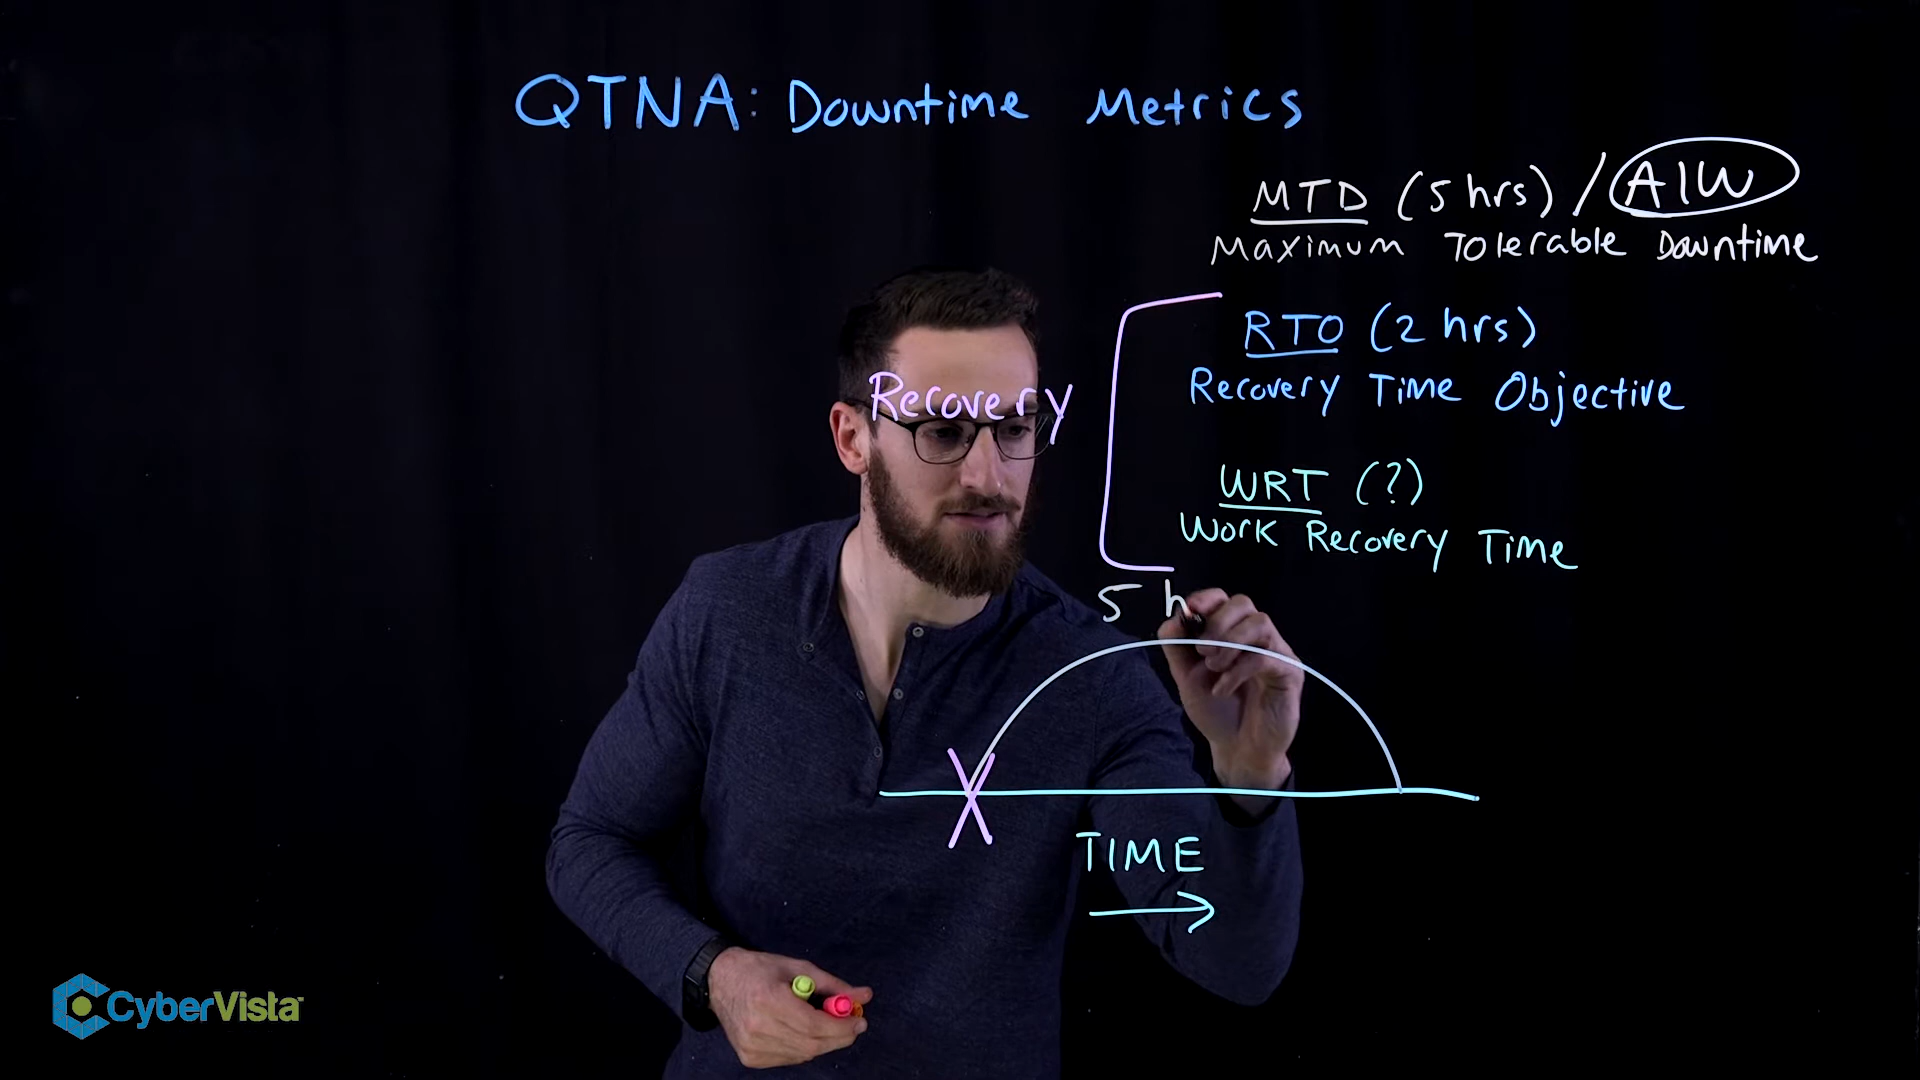 QTNA: Downtime Metrics
MTD (5 hrs) / AIW
Maximum Tolerable Downtime
RTO (2 hrs)
Recovery Time Objective
Recovery
WRT (?)
Work Recovery Time
5 h
TIME
CyberVista